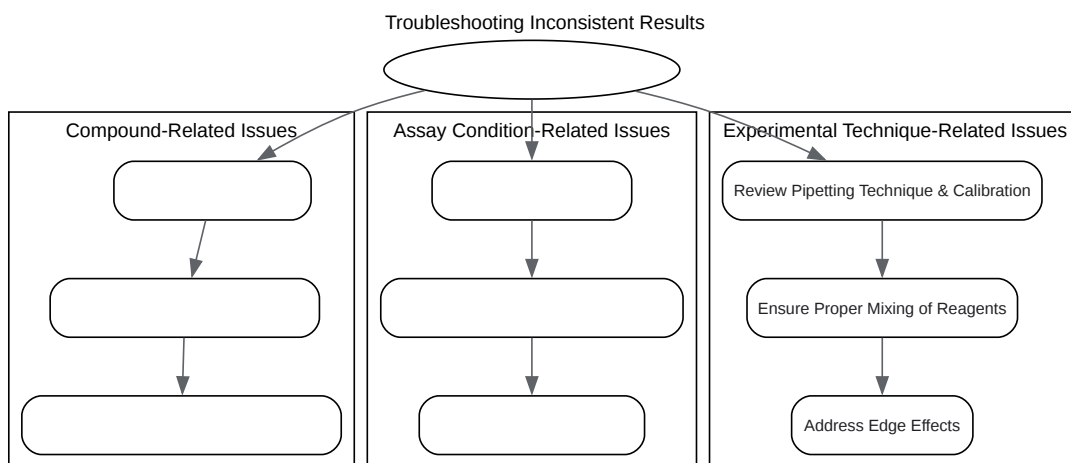 Troubleshooting Inconsistent Results
Compound-Related Issues
Assay Condition-Related Issues
Experimental Technique-Related Issues
Review Pipetting Technique & Calibration
Ensure Proper Mixing of Reagents
Address Edge Effects